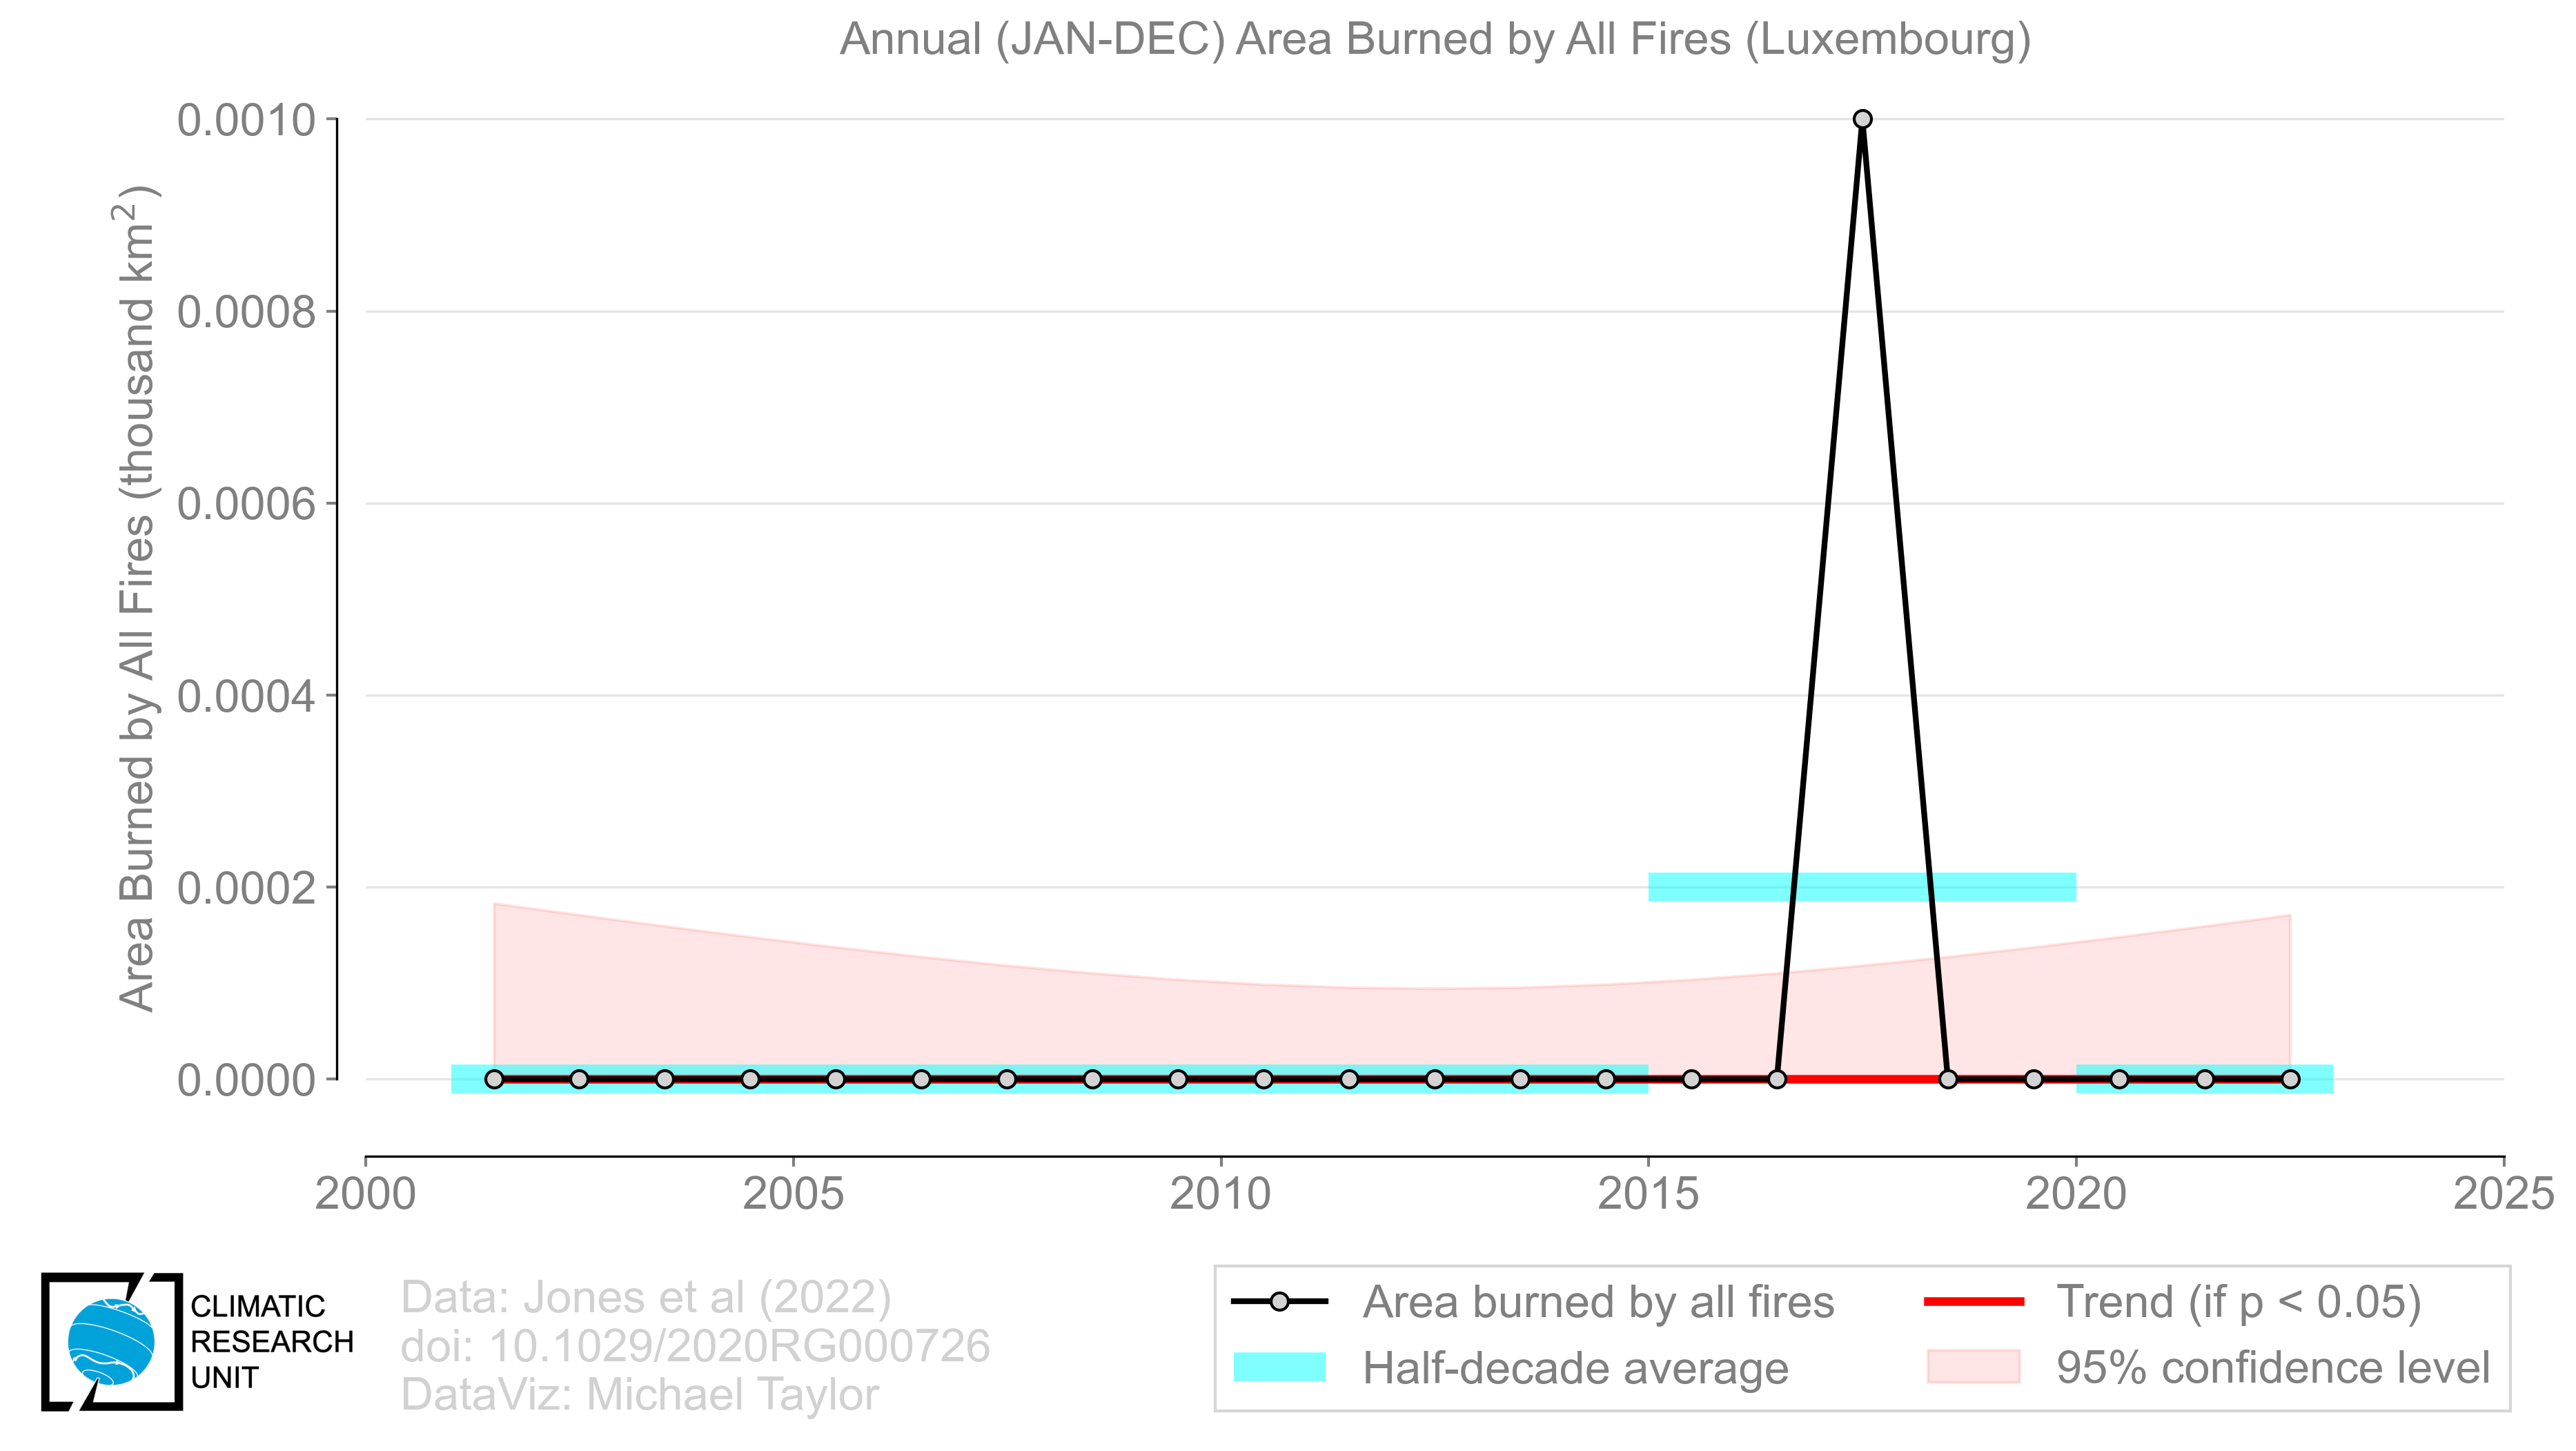 Annual (JAN-DEC) Area Burned by All Fires (Luxembourg)
Area Burned by All Fires (thousand km²)
0.0010
0.0008
0.0006
0.0004
0.0002
0.0000
2000 2005 2010 2015 2020 2025
CLIMATIC
RESEARCH
UNIT
Data: Jones et al (2022)
doi: 10.1029/2020RG000726
DataViz: Michael Taylor
Area burned by all fires
Half-decade average
Trend (if p < 0.05)
95% confidence level